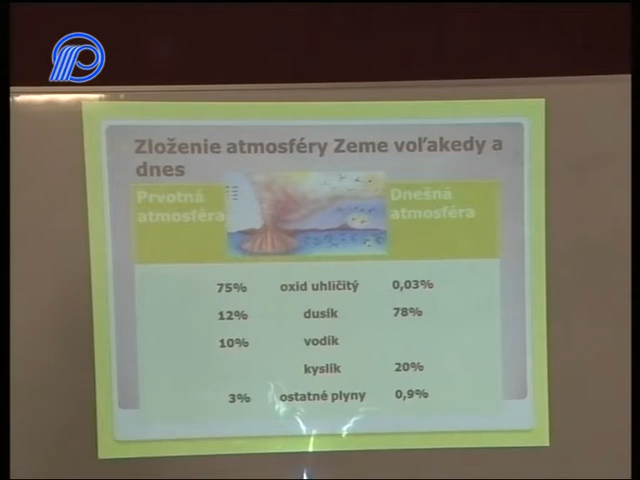 Zloženie atmosféry Zeme voľakedy a
dnes
Prvotná
atmosféra
Dnešná
atmosféra
75% oxid uhličitý 0,03%
12% dusík 78%
10% vodík
kyslík 20%
3% ostatné plyny 0,9%